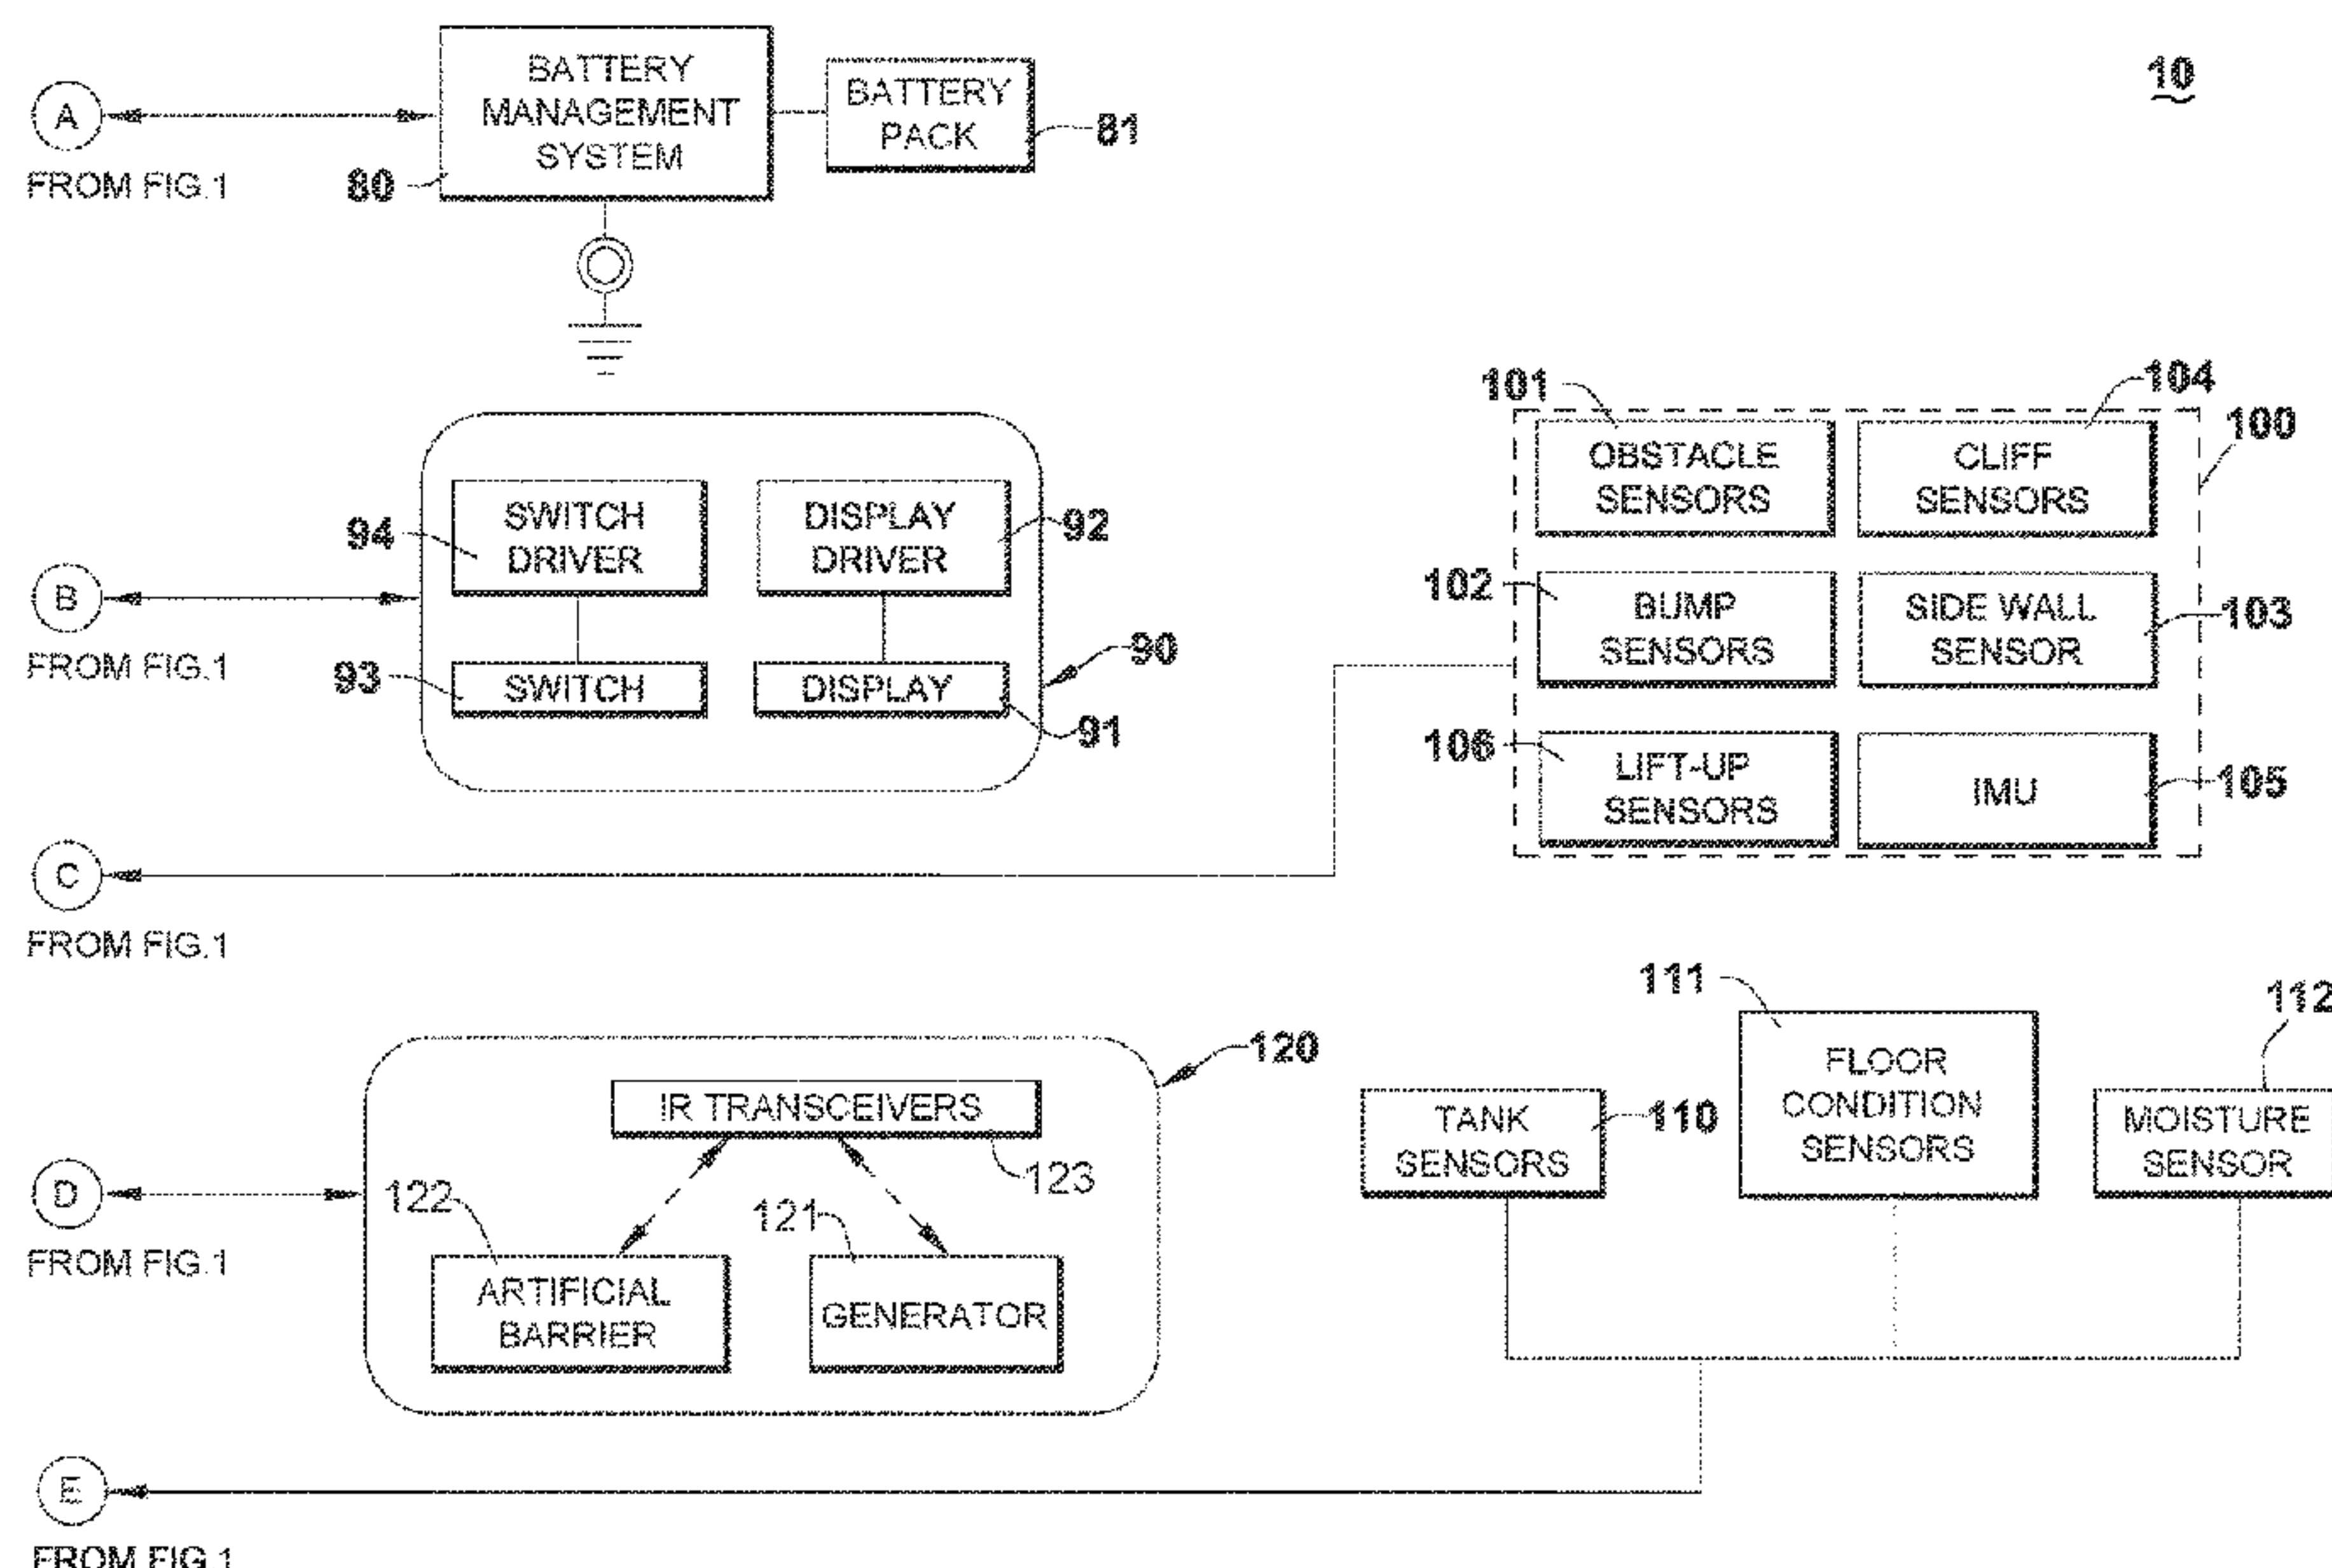 10
A
FROM FIG.1
BATTERY
MANAGEMENT
SYSTEM
80
BATTERY
PACK
81
B
FROM FIG.1
94
SWITCH
DRIVER
DISPLAY
DRIVER
92
93
SWITCH
DISPLAY
90
91
101
104
100
OBSTACLE
SENSORS
CLIFF
SENSORS
102
BUMP
SENSORS
SIDE WALL
SENSOR
103
106
LIFT-UP
SENSORS
IMU
105
C
FROM FIG.1
D
FROM FIG.1
120
IR TRANSCEIVERS
123
122
121
ARTIFICIAL
BARRIER
GENERATOR
111
112
TANK
SENSORS
110
FLOOR
CONDITION
SENSORS
MOISTURE
SENSOR
E
FROM FIG.1